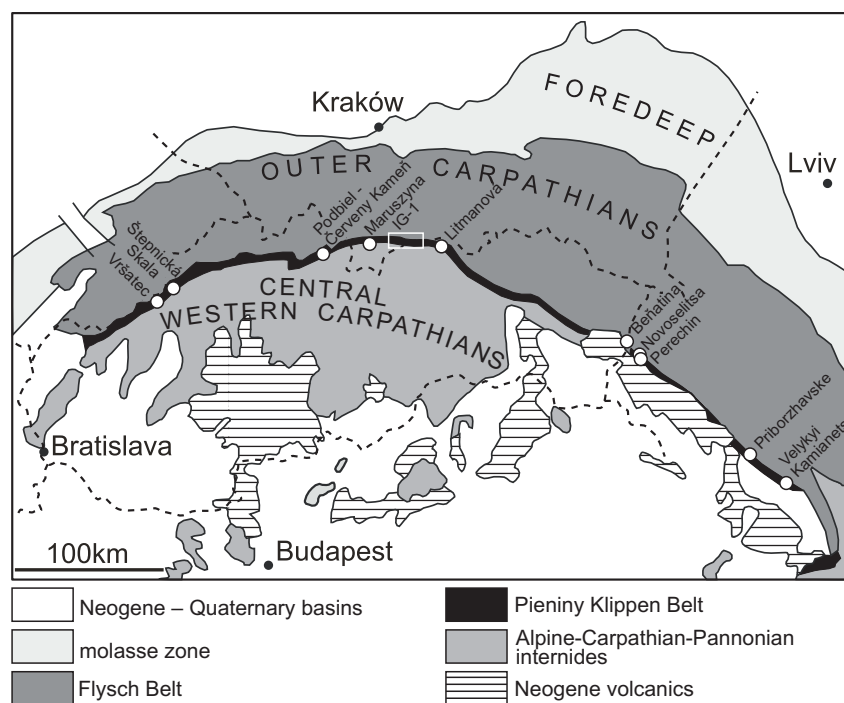 Kraków
FOREDEEP
Lviv
OUTER CARPATHIANS
Štepnická
Skala
Vršatec
Podbiel -
Červeny Kameň
Maruszyna
IG-1
Litmanová
CENTRAL
WESTERN CARPATHIANS
Beňatina
Novoselitsa
Perechin
Priborzhavske
Velykyi
Kamianets
Bratislava
Budapest
100km
Neogene – Quaternary basins
molasse zone
Flysch Belt
Pieniny Klippen Belt
Alpine-Carpathian-Pannonian
internides
Neogene volcanics